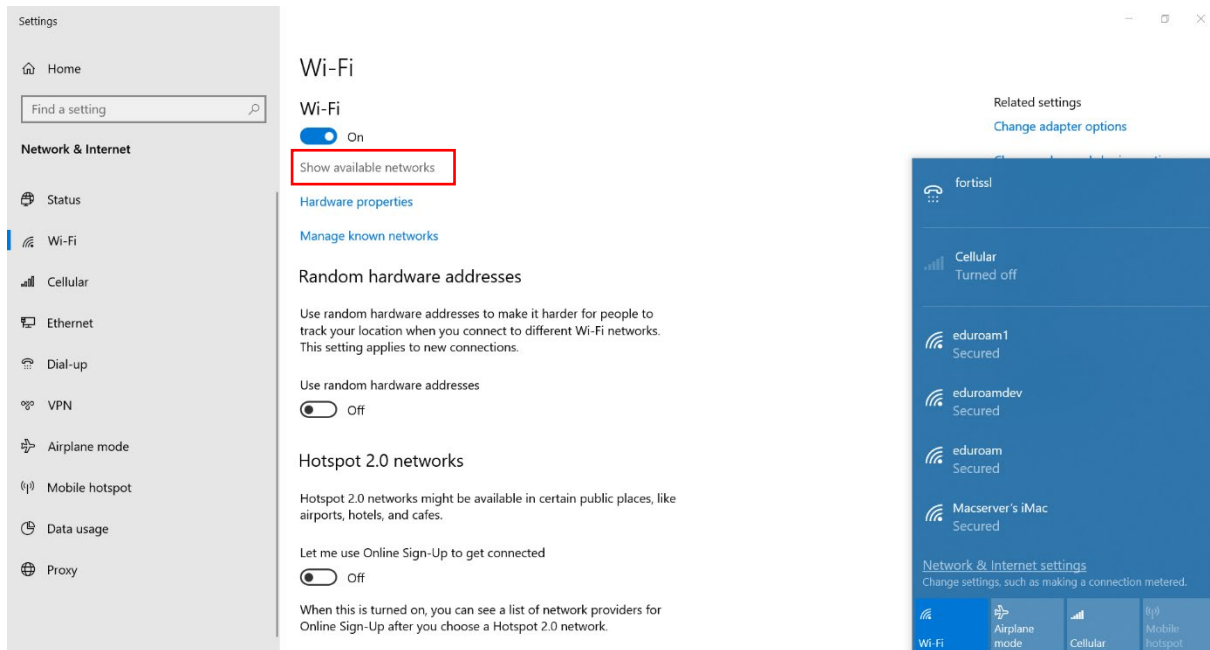 Settings
Home
Find a setting
Network & Internet
Status
Wi-Fi
Cellular
Ethernet
Dial-up
VPN
Airplane mode
Mobile hotspot
Data usage
Proxy
Wi-Fi
Wi-Fi
On
Show available networks
Hardware properties
Manage known networks
Random hardware addresses
Use random hardware addresses to make it harder for people to
track your location when you connect to different Wi-Fi networks.
This setting applies to new connections.
Use random hardware addresses
Off
Hotspot 2.0 networks
Hotspot 2.0 networks might be available in certain public places, like
airports, hotels, and cafes.
Let me use Online Sign-Up to get connected
Off
When this is turned on, you can see a list of network providers for
Online Sign-Up after you choose a Hotspot 2.0 network.
Related settings
Change adapter options
fortissl
Cellular
Turned off
eduroam1
Secured
eduroamdev
Secured
eduroam
Secured
Macserver's iMac
Secured
Network & Internet settings
Change settings, such as making a connection metered.
Wi-Fi
Airplane
mode
Cellular
Mobile
hotspot